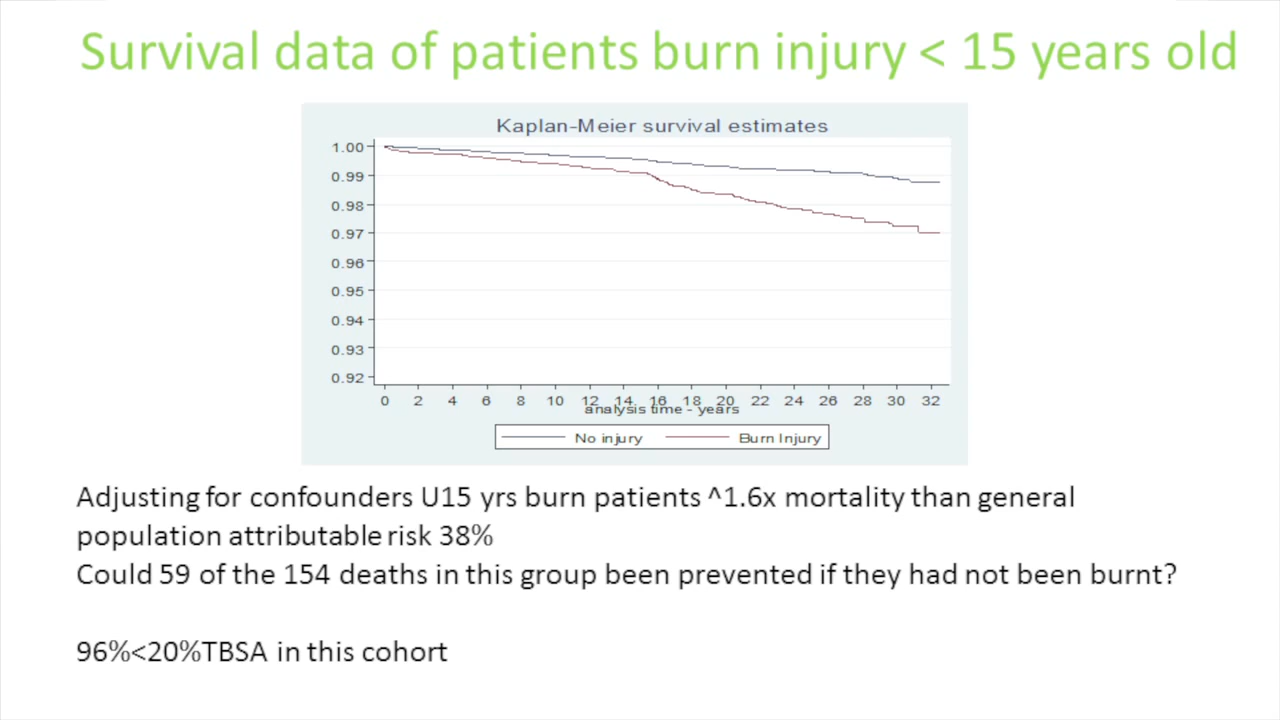 Survival data of patients burn injury < 15 years old
Kaplan-Meier survival estimates
1.00
0.99
0.98
0.97
0.96
0.95
0.94
0.93
0.92
0 2 4 6 8 10 12 14 16 18 20 22 24 26 28 30 32
analysis time - years
No injury Burn Injury
Adjusting for confounders U15 yrs burn patients ^1.6x mortality than general
population attributable risk 38%
Could 59 of the 154 deaths in this group been prevented if they had not been burnt?
96%<20%TBSA in this cohort